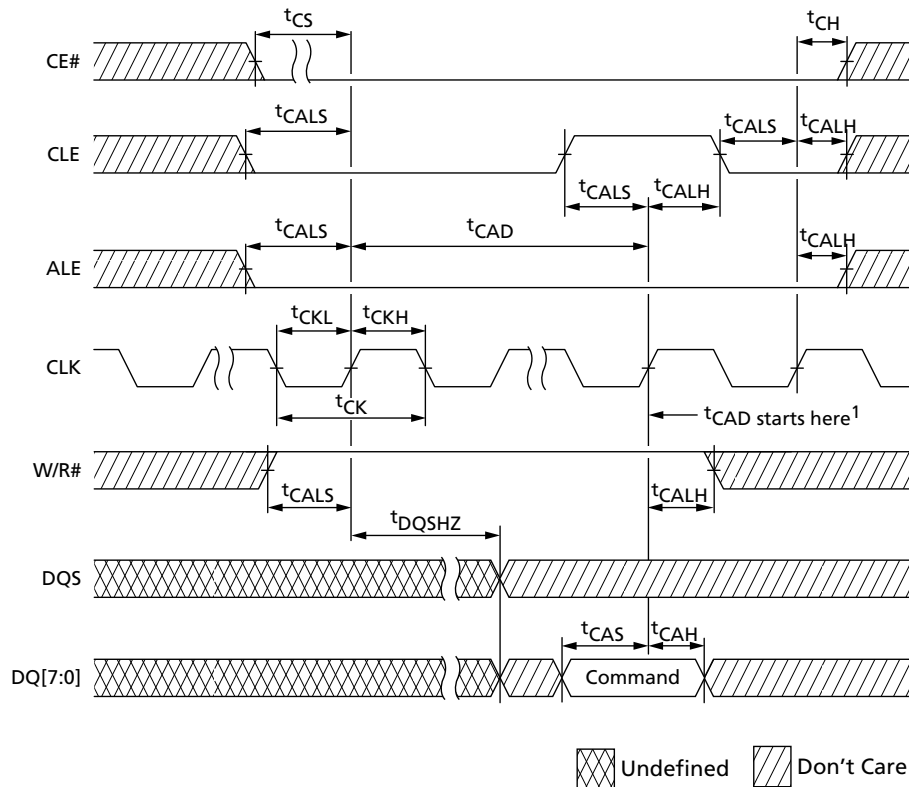 tCS tCH
CE#
tCALS tCALS tCALH
CLE
tCALS tCALH
tCALS tCAD tCALH
ALE
tCKL tCKH
CLK
tCK
tCAD starts here1
W/R#
tCALS tCALH
tDQSHZ
DQS
tCAS tCAH
DQ[7:0] Command
Undefined Don't Care